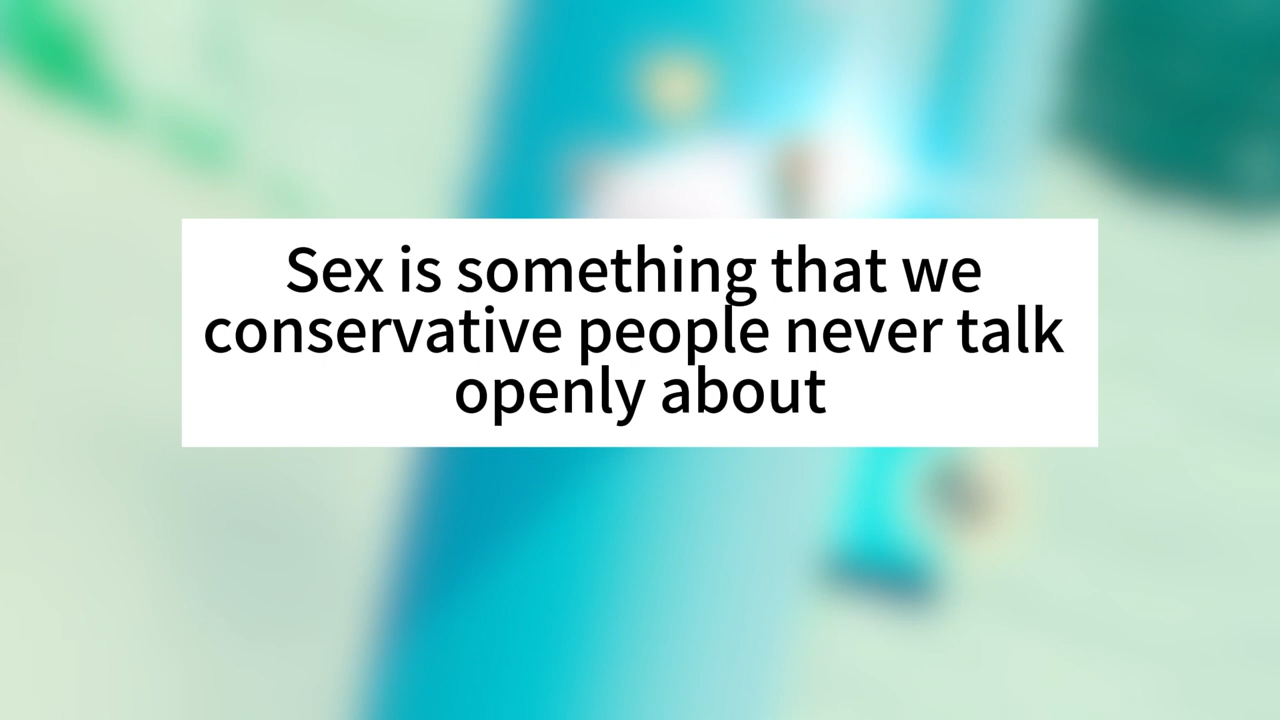 Sex is something that we
conservative people never talk
openly about